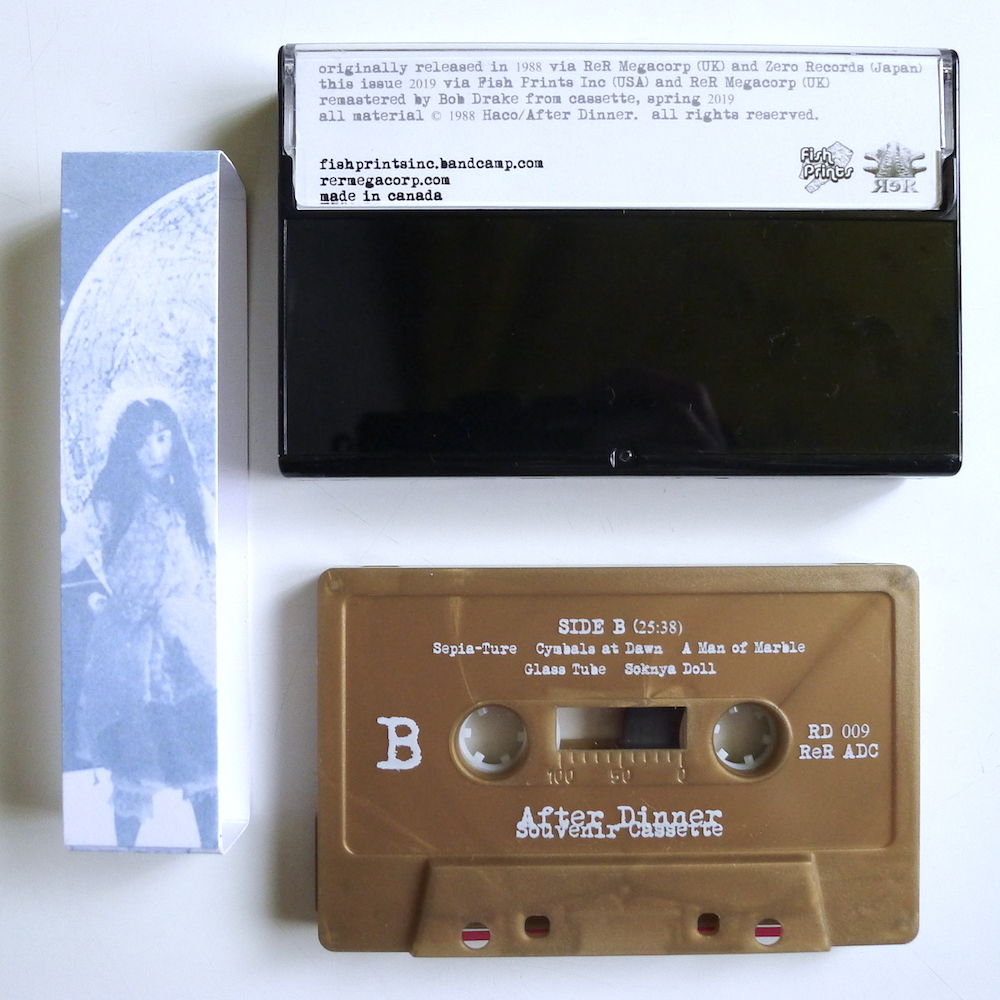 originally released in 1988 via ReR Megacorp (UK) and Zero Records (Japan)
this issue 2019 via Fish Prints Inc (USA) and ReR Megacorp (UK)
remastered by Bob Drake from cassette, spring 2019
all material © 1988 Haco/After Dinner. all rights reserved.
fishprintsinc.bandcamp.com
rermegacorp.com
made in canada
Fish
Prints
ReR
SIDE B (25:38)
Sepia-Ture Cymbals at Dawn A Man of Marble
Glass Tube Soknya Doll
B
RD 009
ReR ADC
100 50 0
After Dinner
Souvenir Cassette